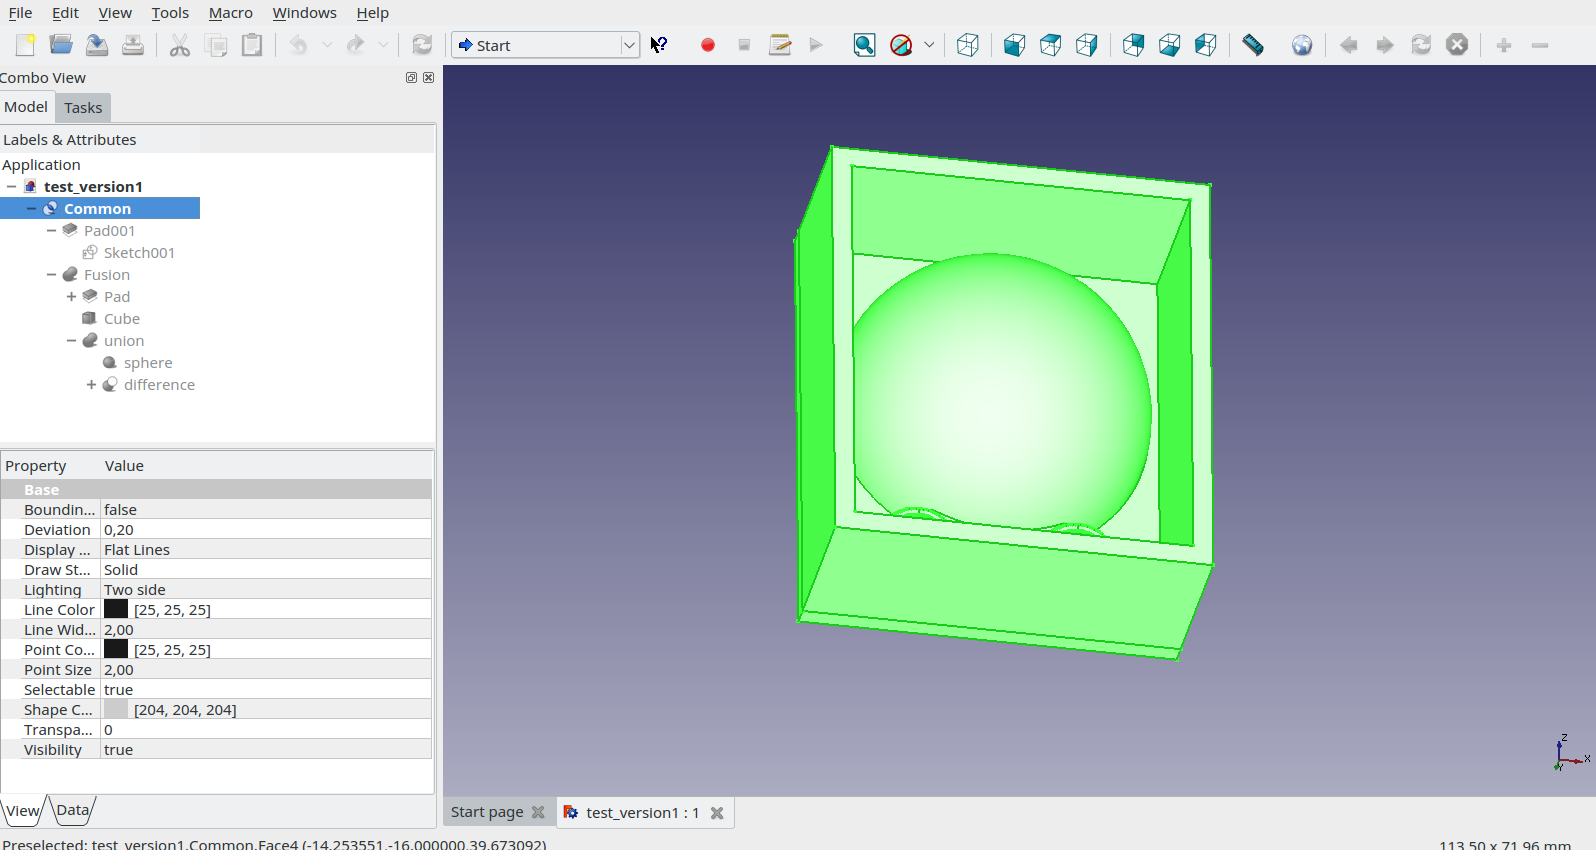 File Edit View Tools Macro Windows Help
Start
Combo View
Model Tasks
Labels & Attributes
Application
test_version1
Common
Pad001
Sketch001
Fusion
Pad
Cube
union
sphere
difference
Property Value
Base
Boundin... false
Deviation 0,20
Display ... Flat Lines
Draw St... Solid
Lighting Two side
Line Color [25, 25, 25]
Line Wid... 2,00
Point Co... [25, 25, 25]
Point Size 2,00
Selectable true
Shape C... [204, 204, 204]
Transpa... 0
Visibility true
View Data
Z
X
Y
Start page test_version1 : 1
Preselected: test_version1.Common.Face4 (-14.253551,-16.000000,39.673092)
113.50 x 71.96 mm